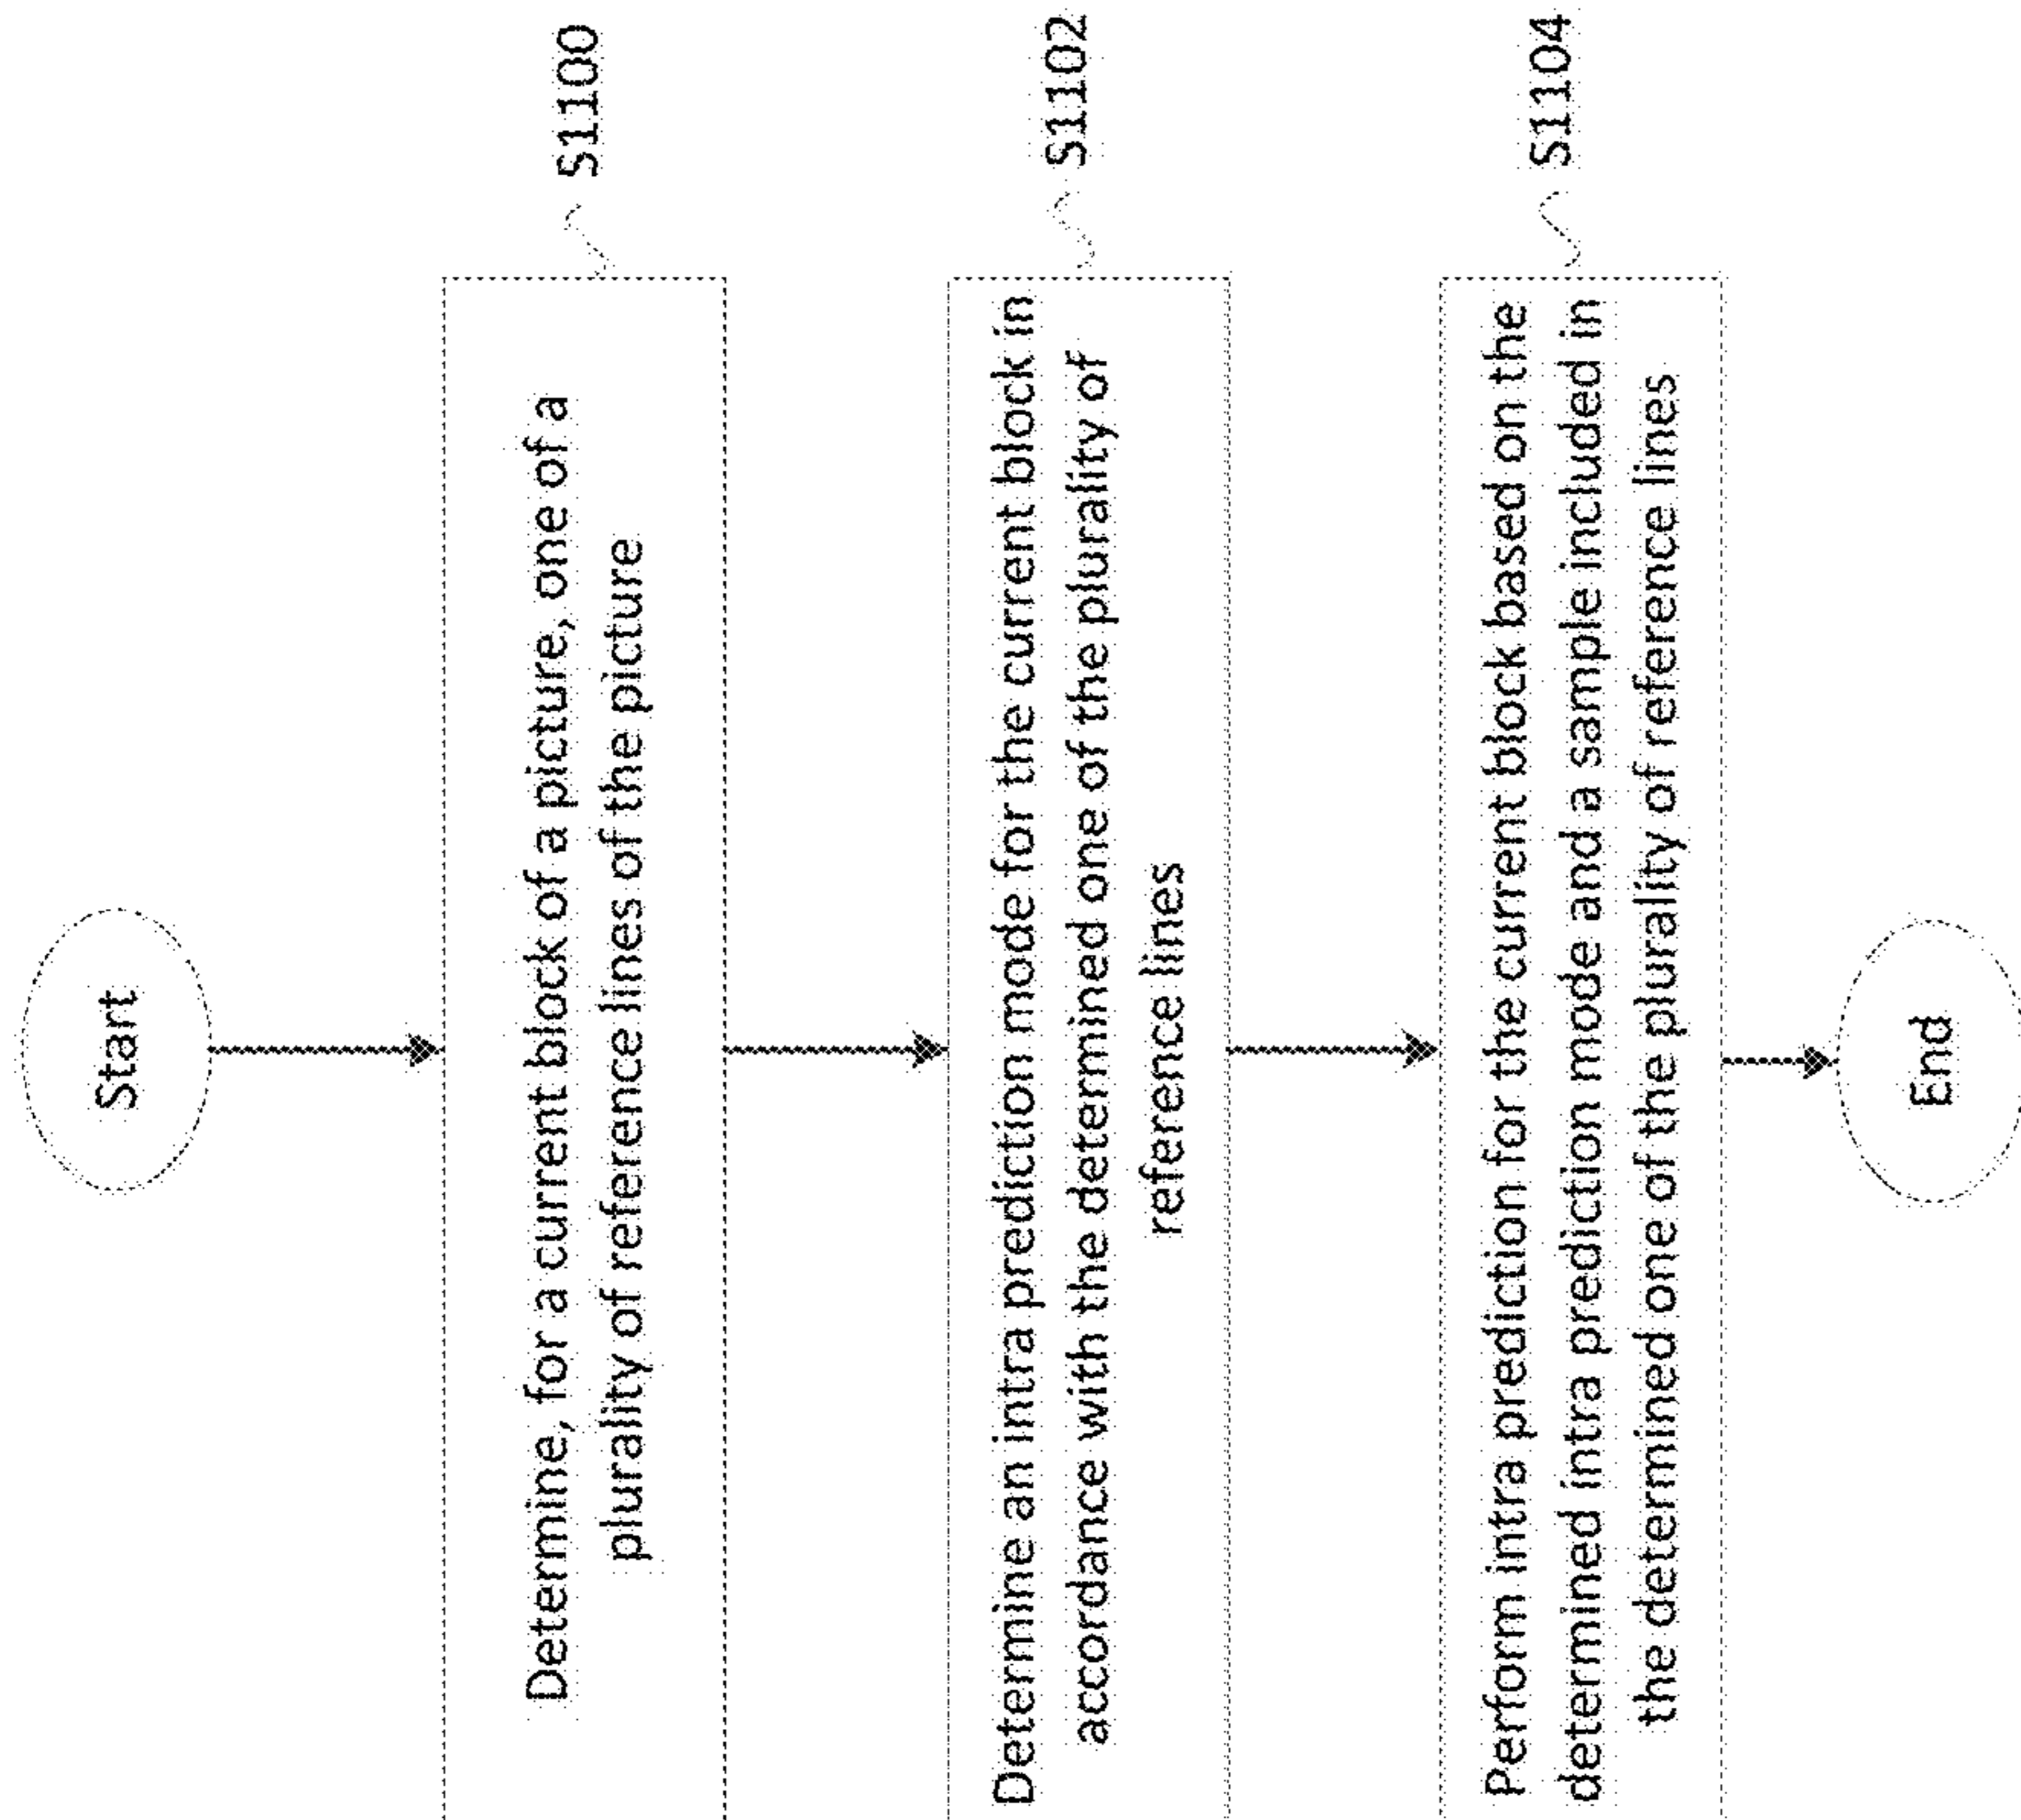 Start
Determine, for a current block of a picture, one of a
plurality of reference lines of the picture
S1100
Determine an intra prediction mode for the current block in
accordance with the determined one of the plurality of
reference lines
S1102
Perform intra prediction for the current block based on the
determined intra prediction mode and a sample included in
the determined one of the plurality of reference lines
S1104
End